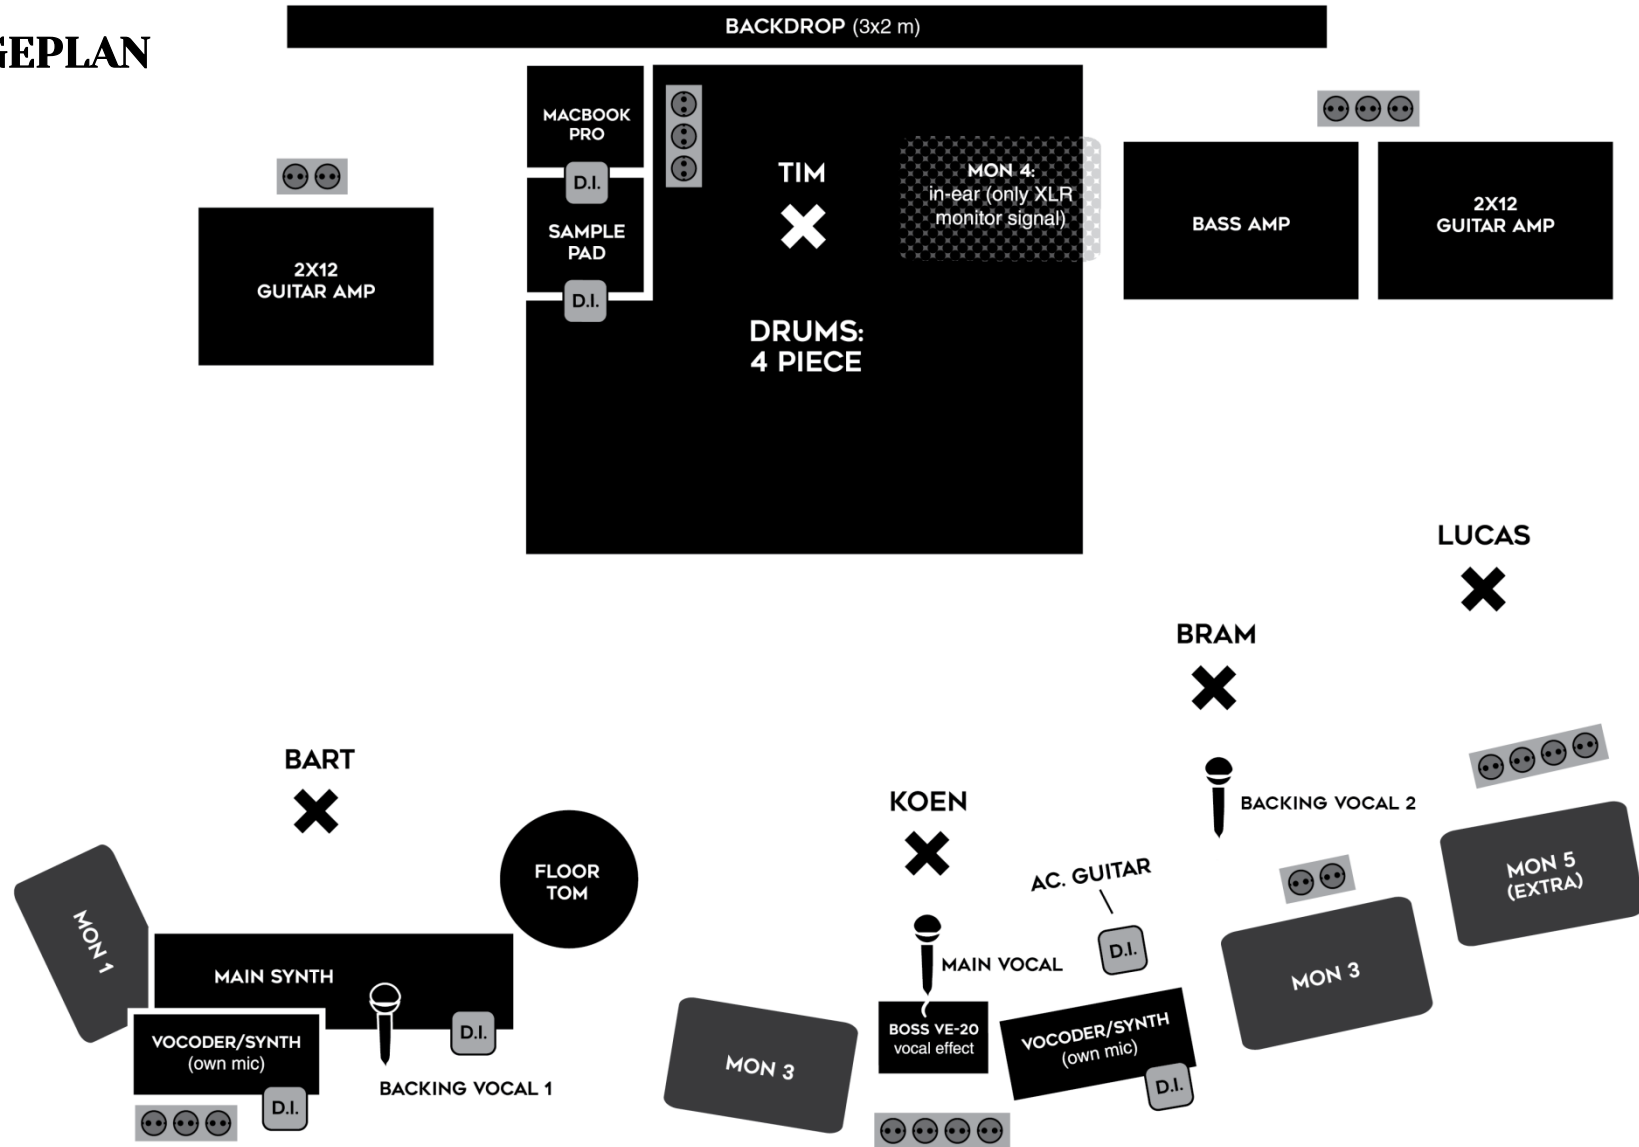 GEPLAN
BACKDROP (3x2 m)
MACBOOK
PRO
D.I.
SAMPLE
PAD
D.I.
TIM
MON 4:
in-ear (only XLR
monitor signal)
DRUMS:
4 PIECE
2X12
GUITAR AMP
BASS AMP
2X12
GUITAR AMP
LUCAS
BRAM
BART
KOEN
BACKING VOCAL 2
FLOOR
TOM
AC. GUITAR
D.I.
MON 5
(EXTRA)
MON 1
MAIN SYNTH
D.I.
MAIN VOCAL
MON 3
VOCODER/SYNTH
(own mic)
D.I.
BACKING VOCAL 1
MON 3
BOSS VE-20
vocal effect
VOCODER/SYNTH
(own mic)
D.I.